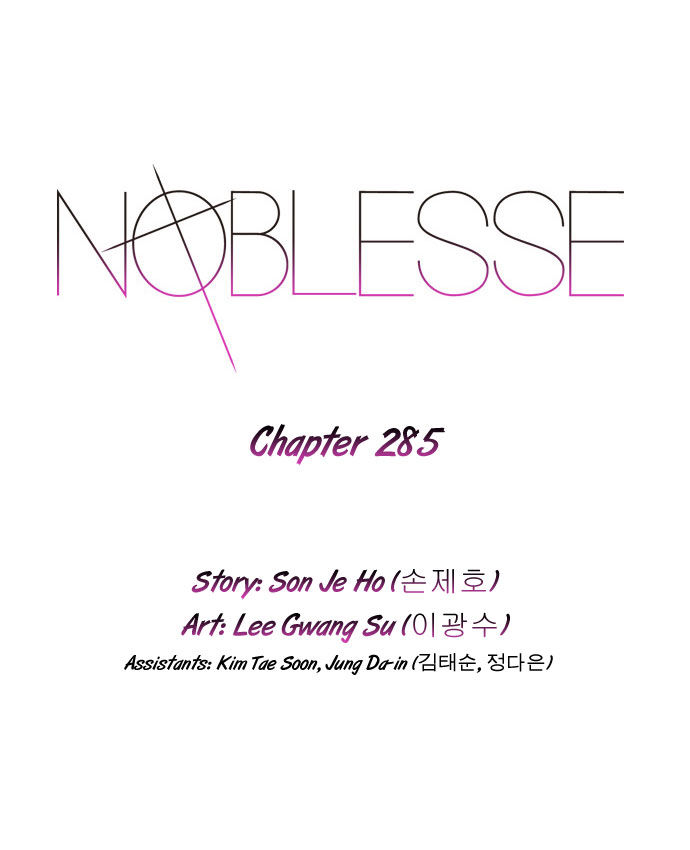 NOBLESSE
Chapter 285
Story: Son Je Ho (손제호)
Art: Lee Gwang Su (이광수)
Assistants: Kim Tae Soon, Jung Da-in (김태순, 정다은)